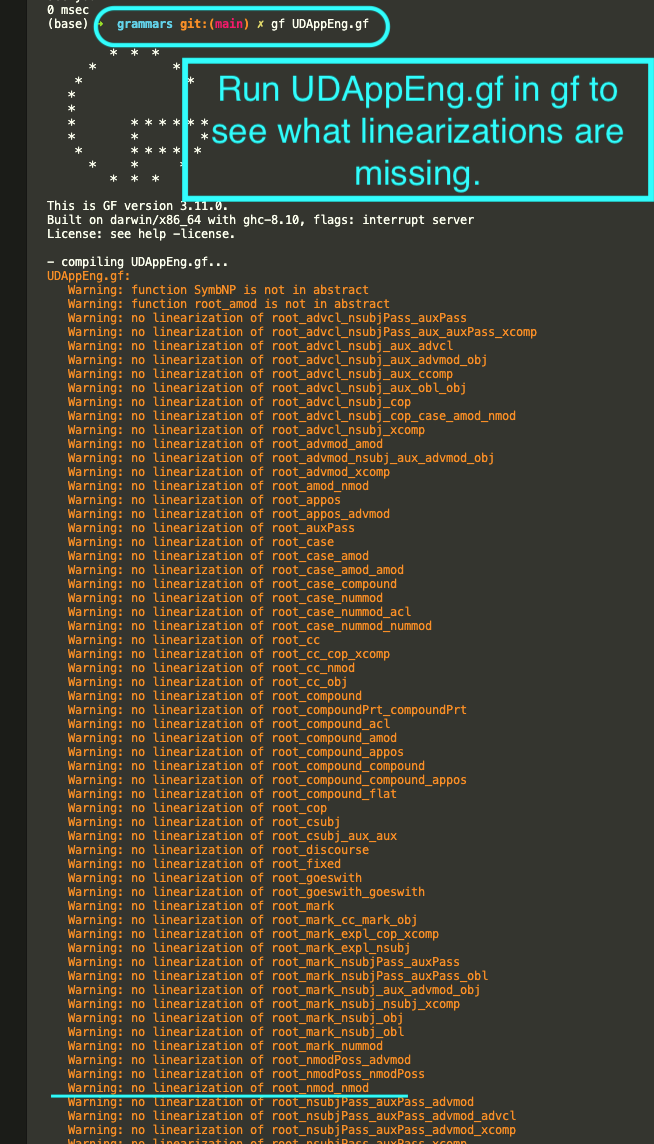 0 msec
(base) ➜ grammars git:(main) ✗ gf UDAppEng.gf
* * *
* *
* *
*
*
* * * * * * *
* * *
* * * * * *
* * *
* * *
Run UDAppEng.gf in gf to
see what linearizations are
missing.
This is GF version 3.11.0.
Built on darwin/x86_64 with ghc-8.10, flags: interrupt server
License: see help -license.
- compiling UDAppEng.gf...
UDAppEng.gf:
Warning: function SymbNP is not in abstract
Warning: function root_amod is not in abstract
Warning: no linearization of root_advcl_nsubjPass_auxPass
Warning: no linearization of root_advcl_nsubjPass_aux_auxPass_xcomp
Warning: no linearization of root_advcl_nsubj_aux_advcl
Warning: no linearization of root_advcl_nsubj_aux_advmod_obj
Warning: no linearization of root_advcl_nsubj_aux_ccomp
Warning: no linearization of root_advcl_nsubj_aux_obl_obj
Warning: no linearization of root_advcl_nsubj_cop
Warning: no linearization of root_advcl_nsubj_cop_case_amod_nmod
Warning: no linearization of root_advcl_nsubj_xcomp
Warning: no linearization of root_advmod_amod
Warning: no linearization of root_advmod_nsubj_aux_advmod_obj
Warning: no linearization of root_advmod_xcomp
Warning: no linearization of root_amod_nmod
Warning: no linearization of root_appos
Warning: no linearization of root_appos_advmod
Warning: no linearization of root_auxPass
Warning: no linearization of root_case
Warning: no linearization of root_case_amod
Warning: no linearization of root_case_amod_amod
Warning: no linearization of root_case_compound
Warning: no linearization of root_case_nummod
Warning: no linearization of root_case_nummod_acl
Warning: no linearization of root_case_nummod_nummod
Warning: no linearization of root_cc
Warning: no linearization of root_cc_cop_xcomp
Warning: no linearization of root_cc_nmod
Warning: no linearization of root_cc_obj
Warning: no linearization of root_compound
Warning: no linearization of root_compoundPrt_compoundPrt
Warning: no linearization of root_compound_acl
Warning: no linearization of root_compound_amod
Warning: no linearization of root_compound_appos
Warning: no linearization of root_compound_compound
Warning: no linearization of root_compound_compound_appos
Warning: no linearization of root_compound_flat
Warning: no linearization of root_cop
Warning: no linearization of root_csubj
Warning: no linearization of root_csubj_aux_aux
Warning: no linearization of root_discourse
Warning: no linearization of root_fixed
Warning: no linearization of root_goeswith
Warning: no linearization of root_goeswith_goeswith
Warning: no linearization of root_mark
Warning: no linearization of root_mark_cc_mark_obj
Warning: no linearization of root_mark_expl_cop_xcomp
Warning: no linearization of root_mark_expl_nsubj
Warning: no linearization of root_mark_nsubjPass_auxPass
Warning: no linearization of root_mark_nsubjPass_auxPass_obl
Warning: no linearization of root_mark_nsubj_aux_advmod_obj
Warning: no linearization of root_mark_nsubj_nsubj_xcomp
Warning: no linearization of root_mark_nsubj_obj
Warning: no linearization of root_mark_nsubj_obl
Warning: no linearization of root_mark_nummod
Warning: no linearization of root_nmodPoss_advmod
Warning: no linearization of root_nmodPoss_nmodPoss
Warning: no linearization of root_nmod_nmod
Warning: no linearization of root_nsubjPass_auxPass_advmod
Warning: no linearization of root_nsubjPass_auxPass_advmod_advcl
Warning: no linearization of root_nsubjPass_auxPass_advmod_xcomp
Warning: no linearization of root_nsubjPass_auxPass_xcomp